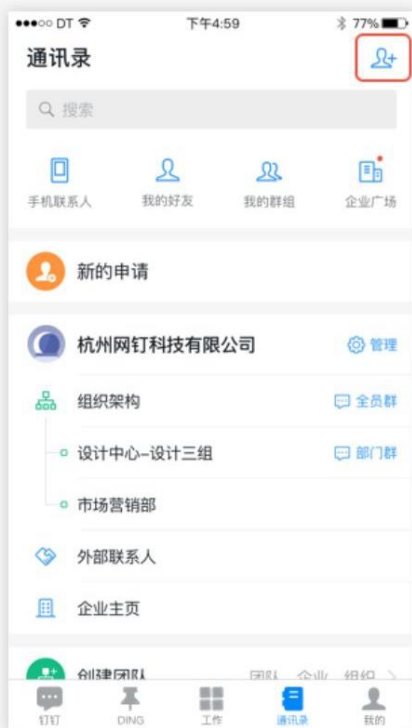 DT 下午4:59 77%
通讯录
搜索
手机联系人 我的好友 我的群组 企业广场
新的申请
杭州网钉科技有限公司 管理
组织架构 全员群
设计中心–设计三组 部门群
市场营销部
外部联系人
企业主页
创建团队 团队、企业、组织
钉钉 DING 工作 通讯录 我的